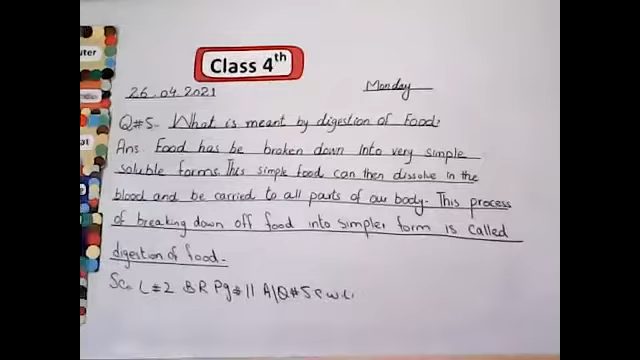 uter
Class 4th
26.04.2021 Monday
Q#5. What is meant by digestion of Food?
Ans Food has be broken down into very simple
soluble forms. This simple food can then dissolve in the
blood and be carried to all parts of our body. This process
of breaking down off food into simpler form is called
digestion of food.
Sc. L#2 BR Pg#11 A/Q#5